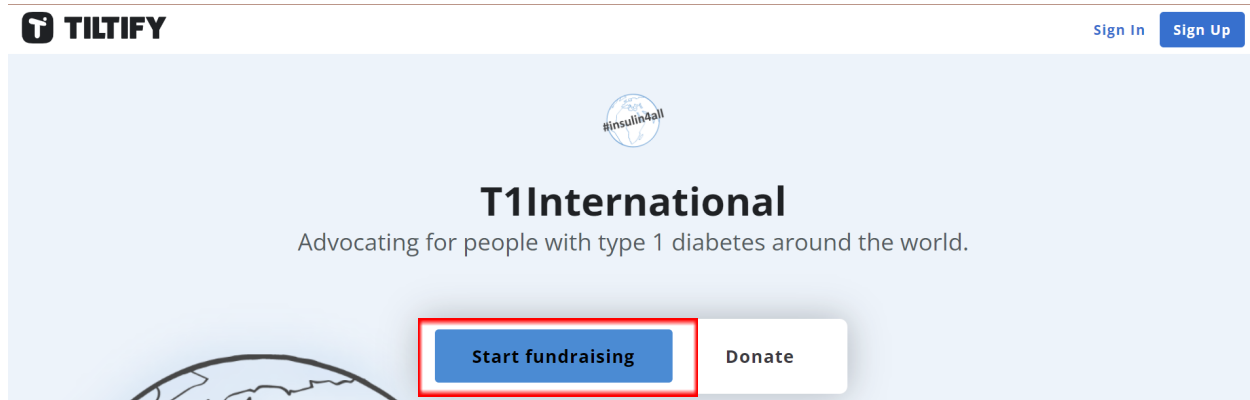 TILTIFY
Sign In
Sign Up
#insulin4all
T1International
Advocating for people with type 1 diabetes around the world.
Start fundraising
Donate